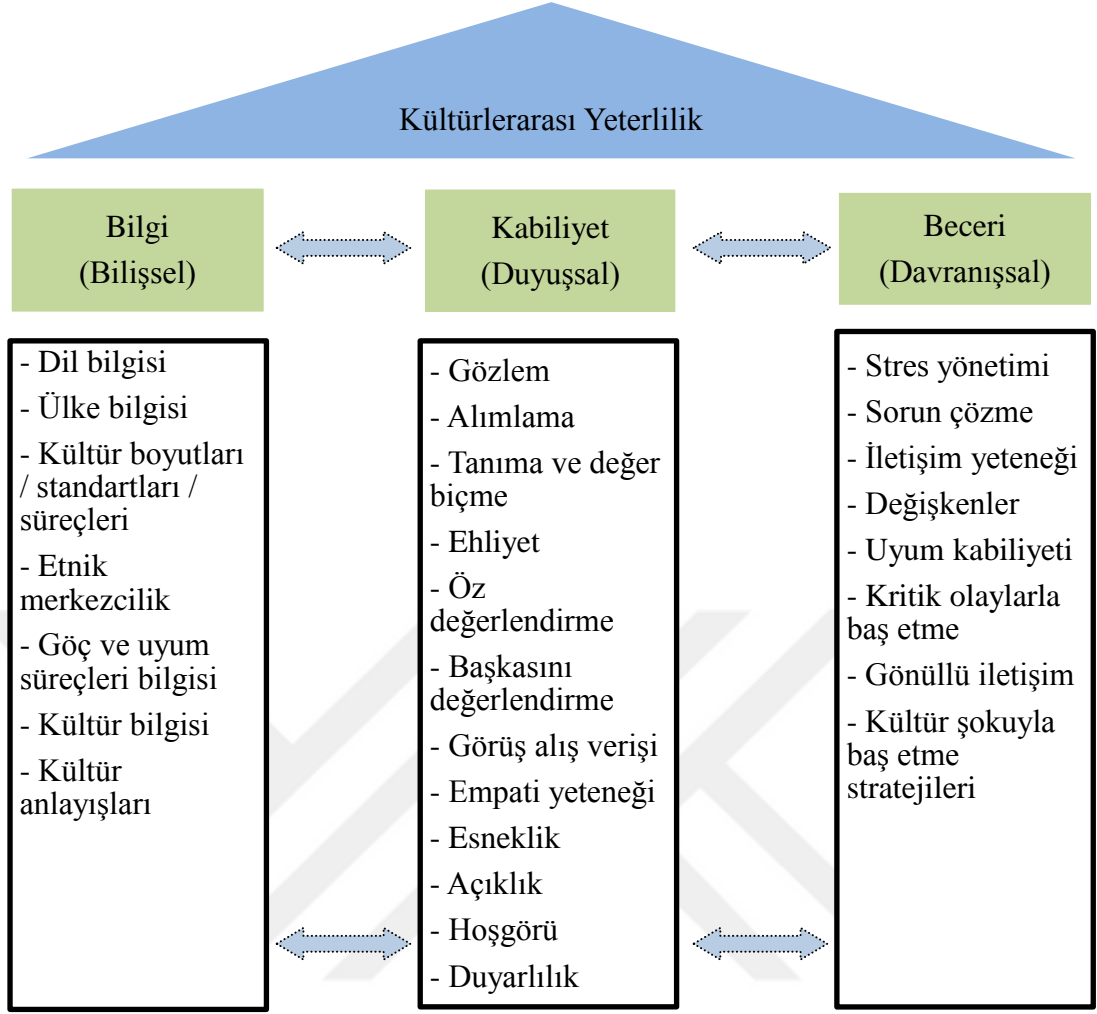 Kültürlerarası Yeterlilik
Bilgi
(Bilişsel)
Kabiliyet
(Duyuşsal)
Beceri
(Davranışsal)
- Dil bilgisi
- Ülke bilgisi
- Kültür boyutları
/ standartları /
süreçleri
- Etnik
merkezcilik
- Göç ve uyum
süreçleri bilgisi
- Kültür bilgisi
- Kültür
anlayışları
- Gözlem
- Alımlama
- Tanıma ve değer
biçme
- Ehliyet
- Öz
değerlendirme
- Başkasını
değerlendirme
- Görüş alış verişi
- Empati yeteneği
- Esneklik
- Açıklık
- Hoşgörü
- Duyarlılık
- Stres yönetimi
- Sorun çözme
- İletişim yeteneği
- Değişkenler
- Uyum kabiliyeti
- Kritik olaylarla
baş etme
- Gönüllü iletişim
- Kültür şokuyla
baş etme
stratejileri